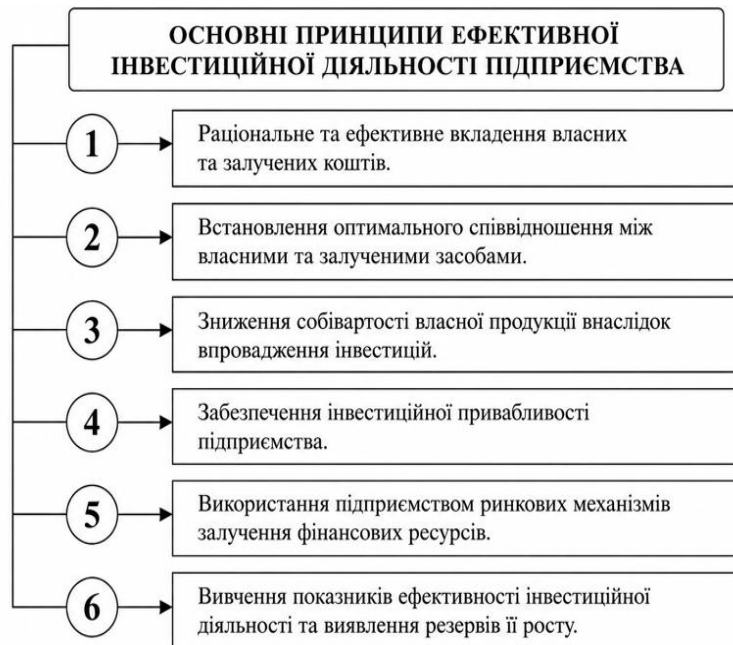 ОСНОВНІ ПРИНЦИПИ ЕФЕКТИВНОЇ
ІНВЕСТИЦІЙНОЇ ДІЯЛЬНОСТІ ПІДПРИЄМСТВА
1
Раціональне та ефективне вкладення власних
та залучених коштів.
2
Встановлення оптимального співвідношення між
власними та залученими засобами.
3
Зниження собівартості власної продукції внаслідок
впровадження інвестицій.
4
Забезпечення інвестиційної привабливості
підприємства.
5
Використання підприємством ринкових механізмів
залучення фінансових ресурсів.
6
Вивчення показників ефективності інвестиційної
діяльності та виявлення резервів її росту.